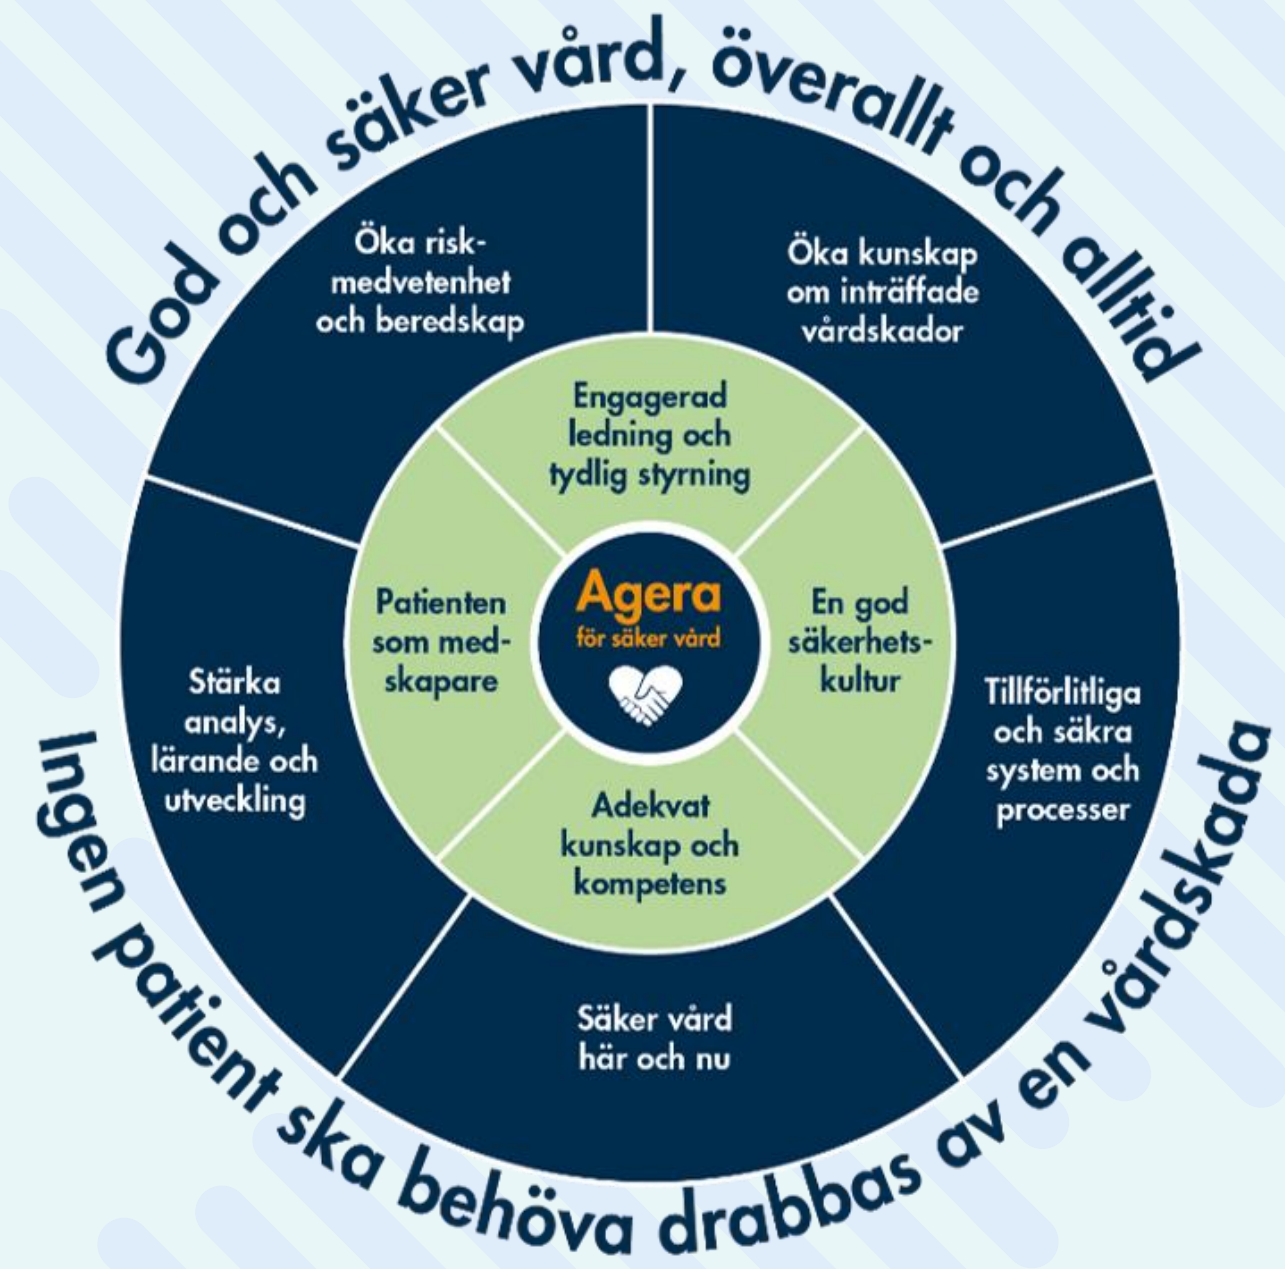 God och säker vård, överallt och alltid
Öka risk-
medvetenhet
och beredskap
Öka kunskap
om inträffade
vårdskador
Engagerad
ledning och
tydlig styrning
Patienten
som med-
skapare
Agera
för säker vård
En god
säkerhets-
kultur
Stärka
analys,
lärande och
utveckling
Tillförlitliga
och säkra
system och
processer
Adekvat
kunskap och
kompetens
Säker vård
här och nu
Ingen patient ska behöva drabbas av en vårdskada